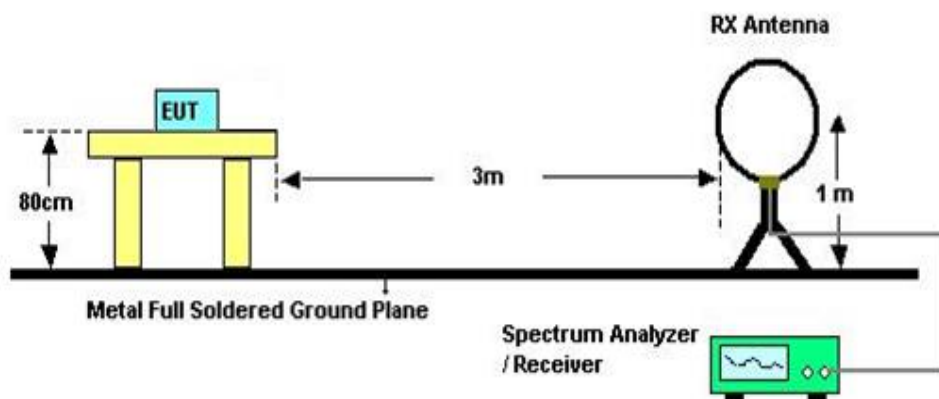 RX Antenna
EUT
80cm
3m
1 m
Metal Full Soldered Ground Plane
Spectrum Analyzer
/ Receiver